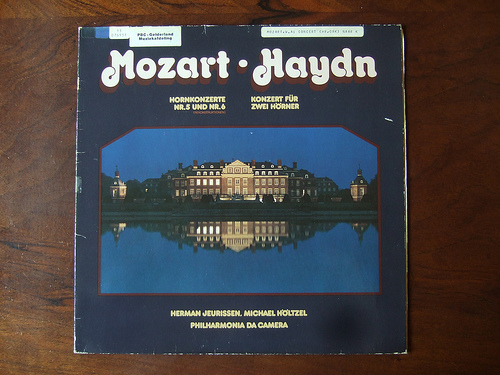 PBC-Gelderland
Muziekafdeling
Mozart · Haydn
HORNKONZERTE
NR.5 UND NR.6
KONZERT FÜR
ZWEI HÖRNER
HERMAN JEURISSEN, MICHAEL HÖLTZEL
PHILHARMONIA DA CAMERA